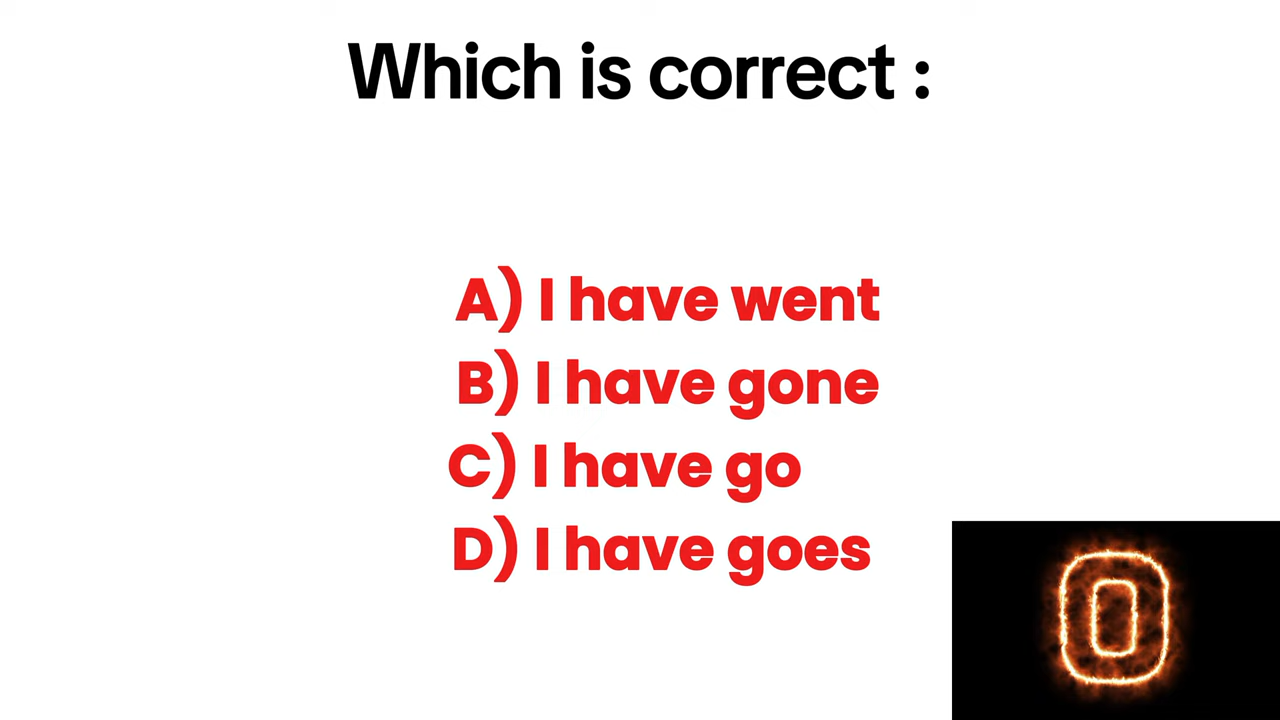 Which is correct :
A) I have went
B) I have gone
C) I have go
D) I have goes
0